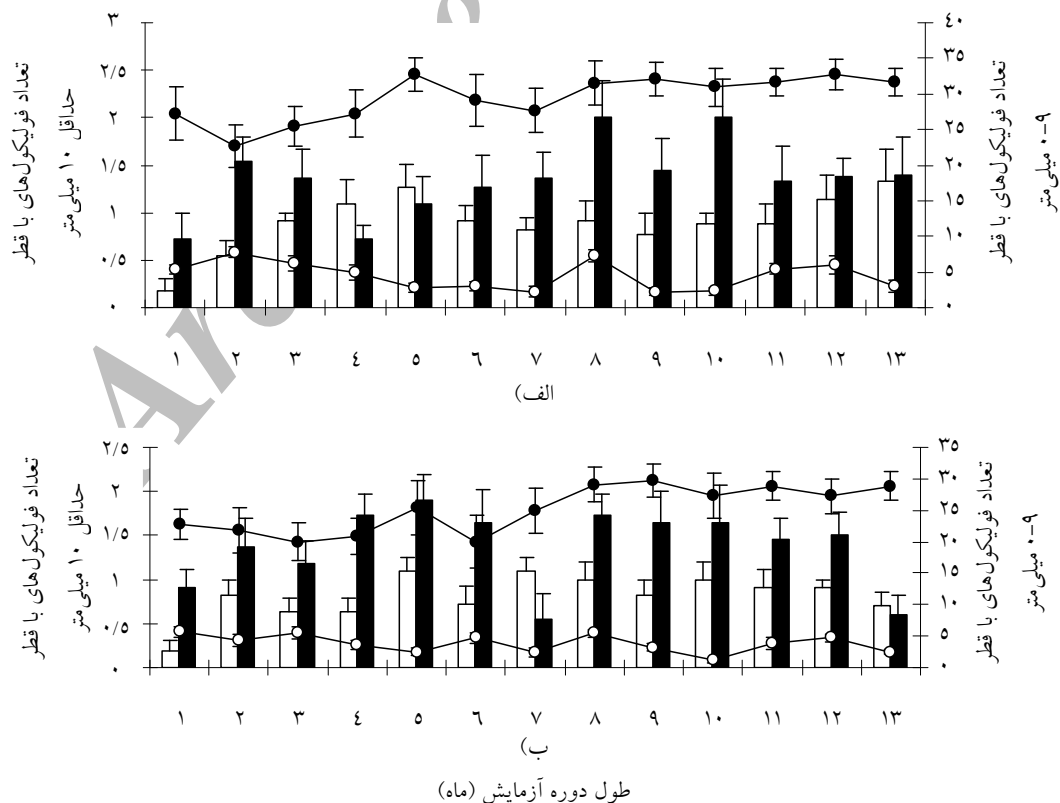 تعداد فولیکول‌های با قطر
حداقل ۱۰ میلی‌متر
۳
۲/۵
۲
۱/۵
۱
۰/۵
۰
۴۰
۳۵
۳۰
۲۵
۲۰
۱۵
۱۰
۵
۰
تعداد فولیکول‌های با قطر
۰-۹ میلی‌متر
۱ ۲ ۳ ٤ ٥ ٦ ۷ ۸ ۹ ۱۰ ۱۱ ۱۲ ۱۳
الف)
تعداد فولیکول‌های با قطر
حداقل ۱۰ میلی‌متر
۲/۵
۲
۱/۵
۱
۰/۵
۰
۳۵
۳۰
۲۵
۲۰
۱۵
۱۰
۵
۰
تعداد فولیکول‌های با قطر
۰-۹ میلی‌متر
۱ ۲ ۳ ٤ ٥ ٦ ۷ ۸ ۹ ۱۰ ۱۱ ۱۲ ۱۳
ب)
طول دوره آزمایش (ماه)